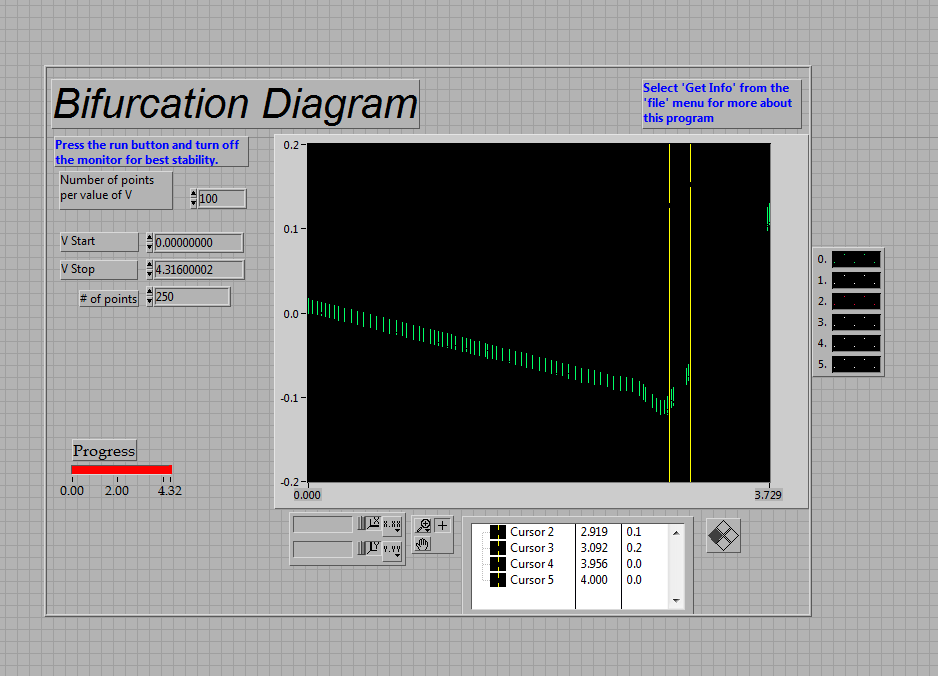 Bifurcation Diagram
Select 'Get Info' from the
'file' menu for more about
this program
Press the run button and turn off
the monitor for best stability.
Number of points
per value of V
100
V Start
0.00000000
V Stop
4.31600002
# of points
250
0.2
0.1
0.0
-0.1
-0.2
0.000
3.729
0.
1.
2.
3.
4.
5.
Progress
0.00 2.00 4.32
X.XX
Y.YY
Cursor 2 2.919 0.1
Cursor 3 3.092 0.2
Cursor 4 3.956 0.0
Cursor 5 4.000 0.0